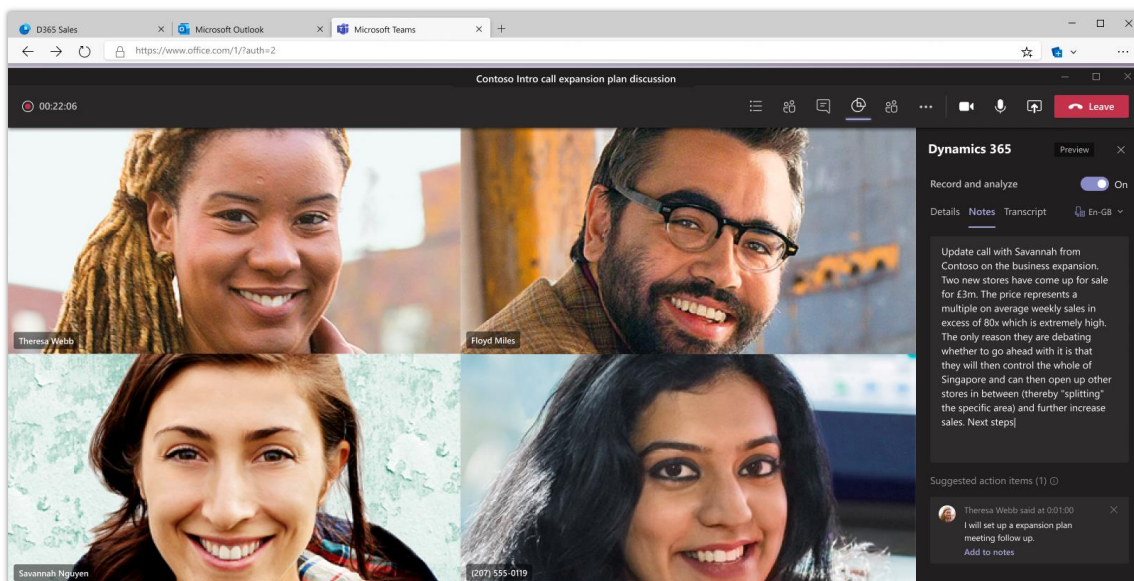 D365 Sales
Microsoft Outlook
Microsoft Teams
https://www.office.com/1/?auth=2
Contoso Intro call expansion plan discussion
00:22:06
Leave
Theresa Webb
Floyd Miles
Savannah Nguyen
(207) 555-0119
Dynamics 365
Preview
Record and analyze
On
Details Notes Transcript
En-GB
Update call with Savannah from
Contoso on the business expansion.
Two new stores have come up for sale
for £3m. The price represents a
multiple on average weekly sales in
excess of 80x which is extremely high.
The only reason they are debating
whether to go ahead with it is that
they will then control the whole of
Singapore and can then open up other
stores in between (thereby "splitting"
the specific area) and further increase
sales. Next steps
Suggested action items (1)
Theresa Webb said at 0:01:00
I will set up a expansion plan
meeting follow up.
Add to notes